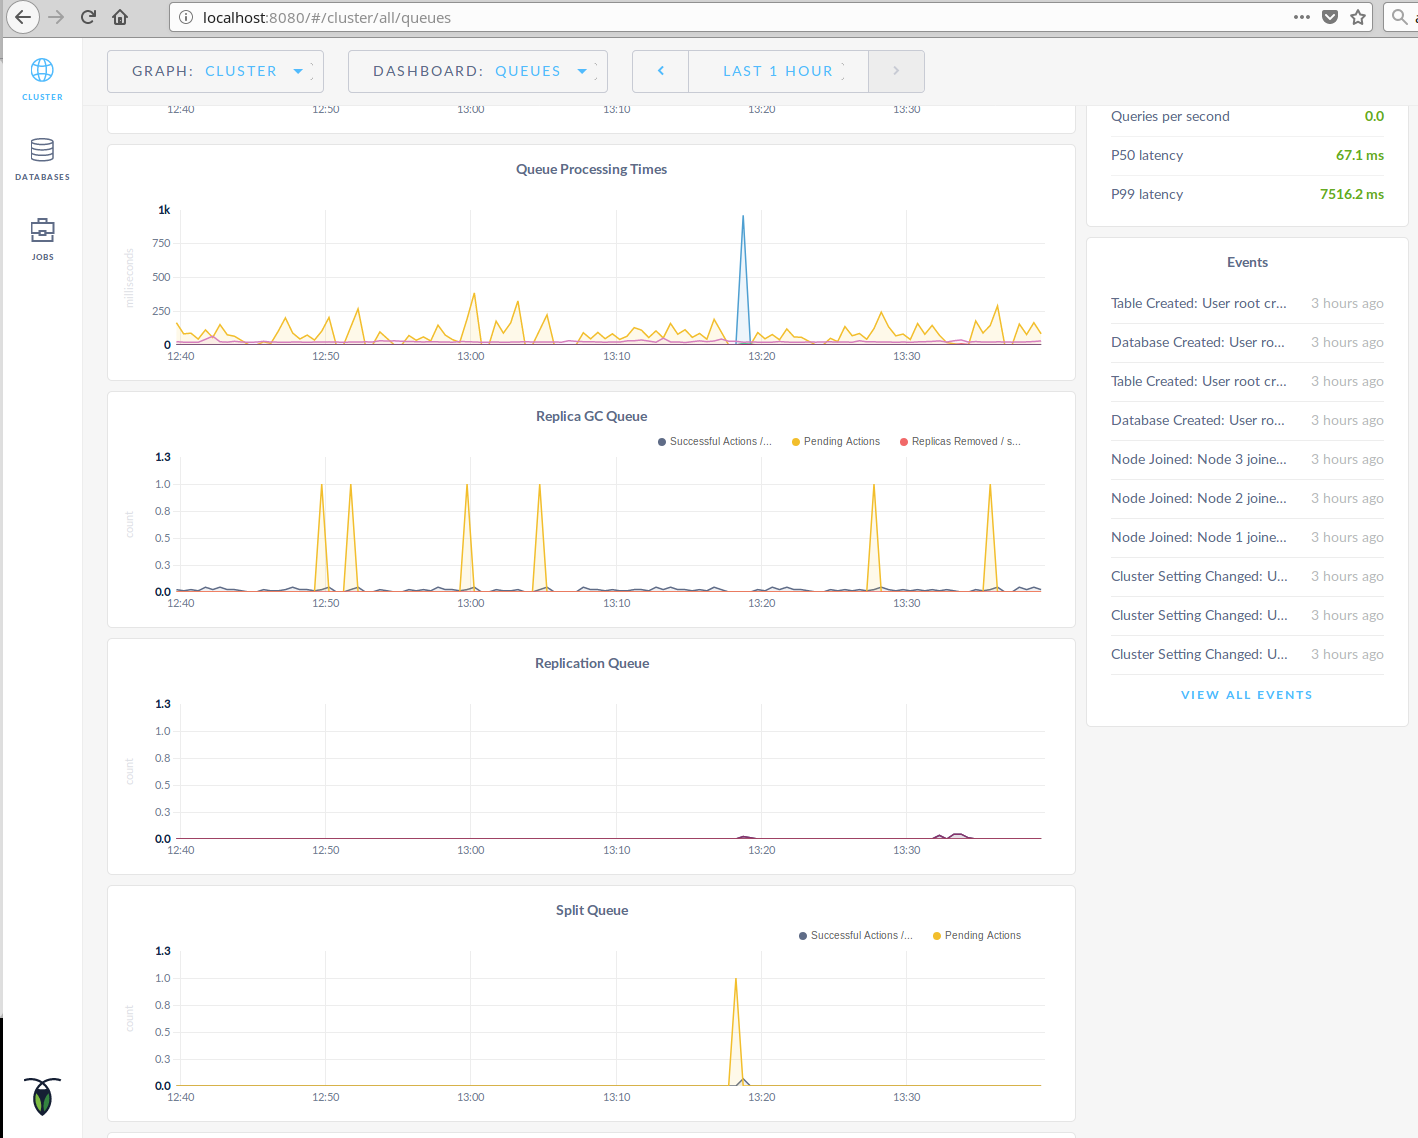 localhost:8080/#/cluster/all/queues
a
CLUSTER
DATABASES
JOBS
GRAPH: CLUSTER
DASHBOARD: QUEUES
LAST 1 HOUR
12:40 12:50 13:00 13:10 13:20 13:30
Queue Processing Times
milliseconds
1k
750
500
250
0
12:40 12:50 13:00 13:10 13:20 13:30
Replica GC Queue
Successful Actions /... Pending Actions Replicas Removed / s...
count
1.3
1.0
0.8
0.5
0.3
0.0
12:40 12:50 13:00 13:10 13:20 13:30
Replication Queue
count
1.3
1.0
0.8
0.5
0.3
0.0
12:40 12:50 13:00 13:10 13:20 13:30
Split Queue
Successful Actions /... Pending Actions
count
1.3
1.0
0.8
0.5
0.3
0.0
12:40 12:50 13:00 13:10 13:20 13:30
Queries per second 0.0
P50 latency 67.1 ms
P99 latency 7516.2 ms
Events
Table Created: User root cr... 3 hours ago
Database Created: User ro... 3 hours ago
Table Created: User root cr... 3 hours ago
Database Created: User ro... 3 hours ago
Node Joined: Node 3 joine... 3 hours ago
Node Joined: Node 2 joine... 3 hours ago
Node Joined: Node 1 joine... 3 hours ago
Cluster Setting Changed: U... 3 hours ago
Cluster Setting Changed: U... 3 hours ago
Cluster Setting Changed: U... 3 hours ago
VIEW ALL EVENTS